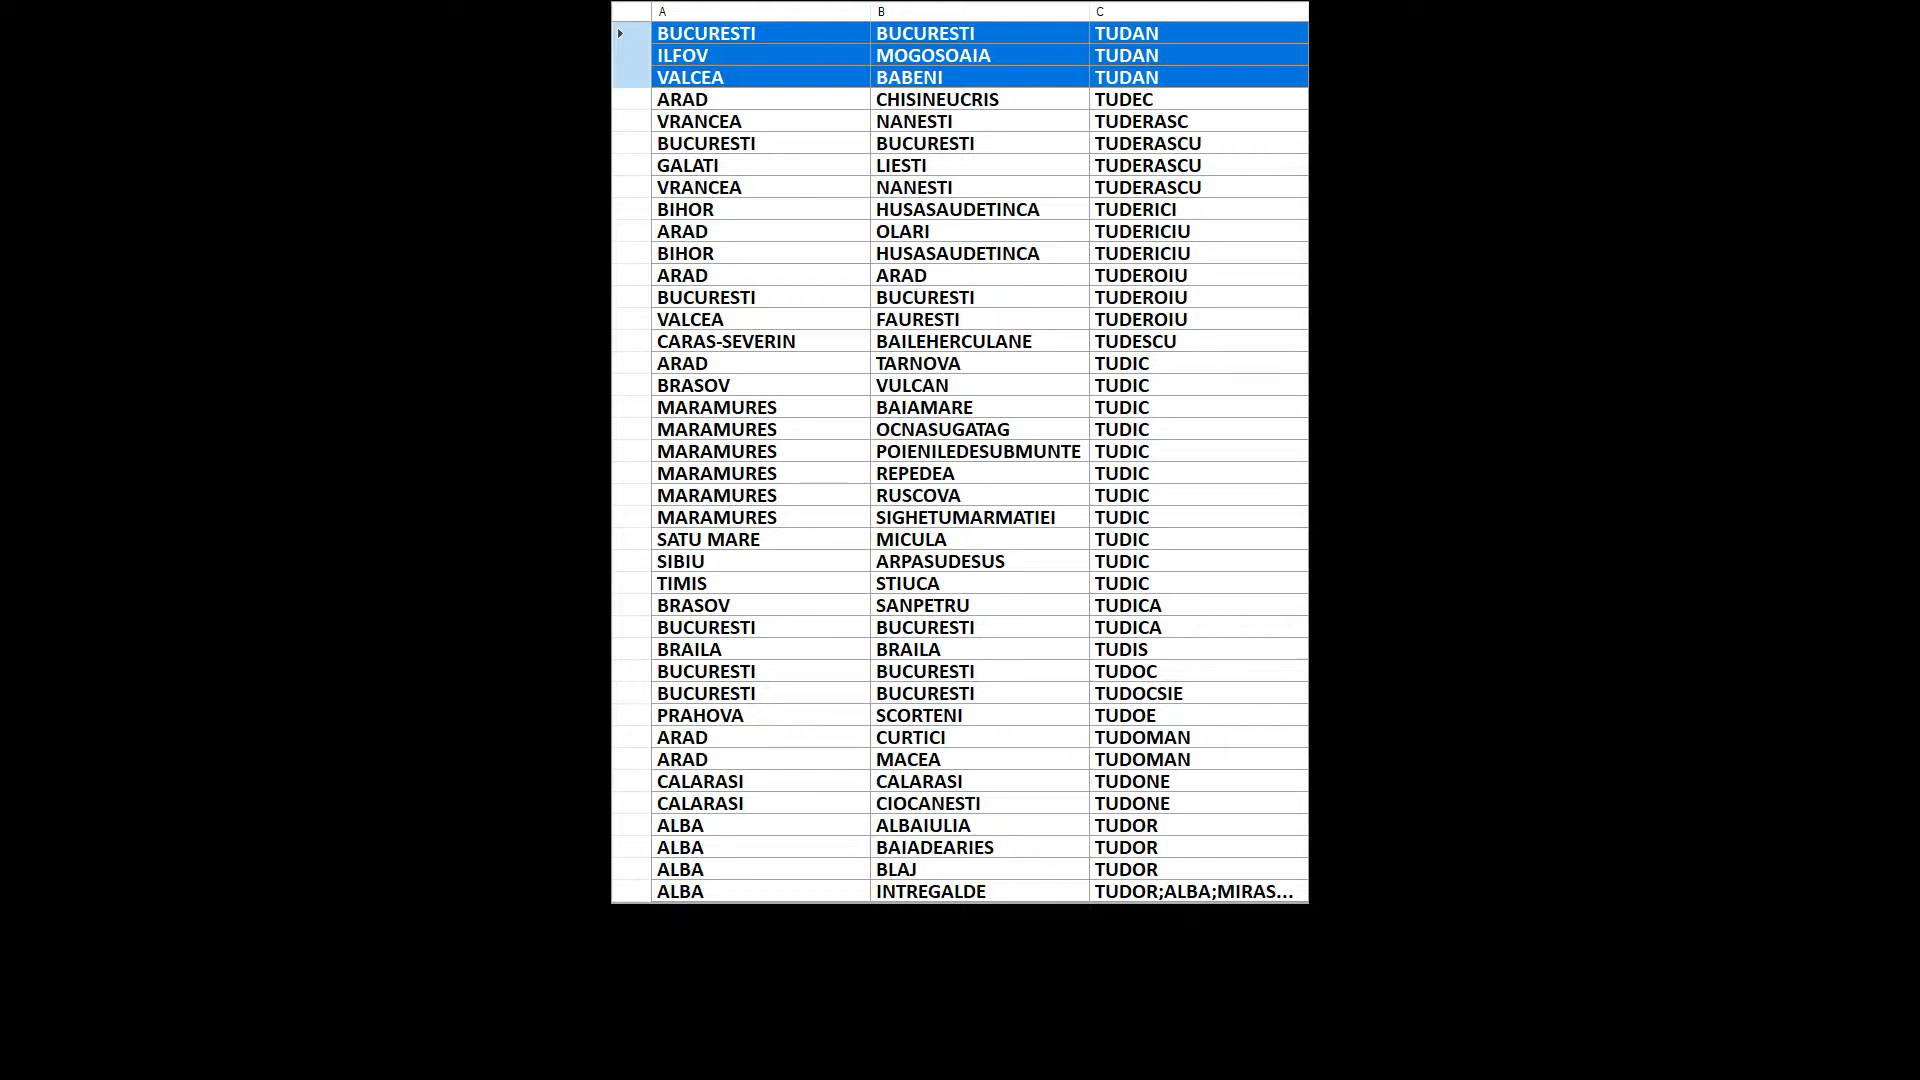 A B C
BUCURESTI BUCURESTI TUDAN
ILFOV MOGOSOAIA TUDAN
VALCEA BABENI TUDAN
ARAD CHISINEUCRIS TUDEC
VRANCEA NANESTI TUDERASC
BUCURESTI BUCURESTI TUDERASCU
GALATI LIESTI TUDERASCU
VRANCEA NANESTI TUDERASCU
BIHOR HUSASAUDETINCA TUDERICI
ARAD OLARI TUDERICIU
BIHOR HUSASAUDETINCA TUDERICIU
ARAD ARAD TUDEROIU
BUCURESTI BUCURESTI TUDEROIU
VALCEA FAURESTI TUDEROIU
CARAS-SEVERIN BAILEHERCULANE TUDESCU
ARAD TARNOVA TUDIC
BRASOV VULCAN TUDIC
MARAMURES BAIAMARE TUDIC
MARAMURES OCNASUGATAG TUDIC
MARAMURES POIENILEDESUBMUNTE TUDIC
MARAMURES REPEDEA TUDIC
MARAMURES RUSCOVA TUDIC
MARAMURES SIGHETUMARMATIEI TUDIC
SATU MARE MICULA TUDIC
SIBIU ARPASUDESUS TUDIC
TIMIS STIUCA TUDIC
BRASOV SANPETRU TUDICA
BUCURESTI BUCURESTI TUDICA
BRAILA BRAILA TUDIS
BUCURESTI BUCURESTI TUDOC
BUCURESTI BUCURESTI TUDOCSIE
PRAHOVA SCORTENI TUDOE
ARAD CURTICI TUDOMAN
ARAD MACEA TUDOMAN
CALARASI CALARASI TUDONE
CALARASI CIOCANESTI TUDONE
ALBA ALBAIULIA TUDOR
ALBA BAIADEARIES TUDOR
ALBA BLAJ TUDOR
ALBA INTREGALDE TUDOR;ALBA;MIRAS...